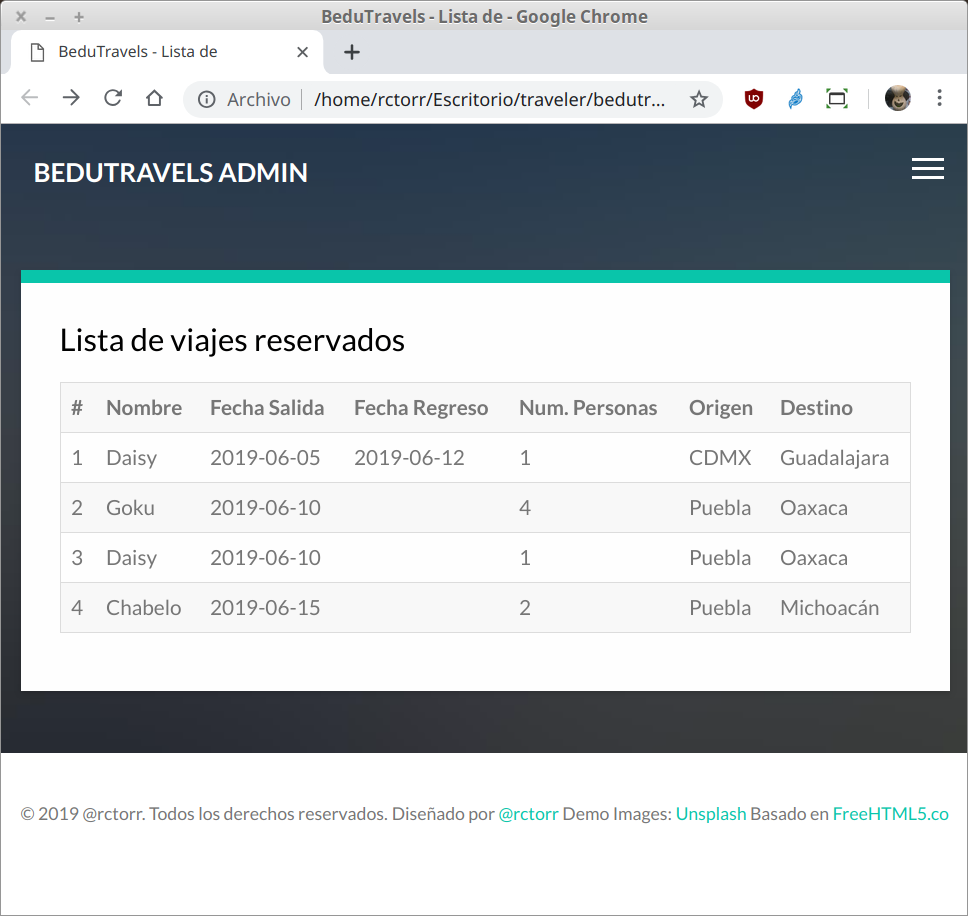 BeduTravels - Lista de - Google Chrome
BeduTravels - Lista de
Archivo | /home/rctorr/Escritorio/traveler/bedutr...
BEDUTRAVELS ADMIN
Lista de viajes reservados
# Nombre Fecha Salida Fecha Regreso Num. Personas Origen Destino
1 Daisy 2019-06-05 2019-06-12 1 CDMX Guadalajara
2 Goku 2019-06-10 4 Puebla Oaxaca
3 Daisy 2019-06-10 1 Puebla Oaxaca
4 Chabelo 2019-06-15 2 Puebla Michoacán
© 2019 @rctorr. Todos los derechos reservados. Diseñado por @rctorr Demo Images: Unsplash Basado en FreeHTML5.co